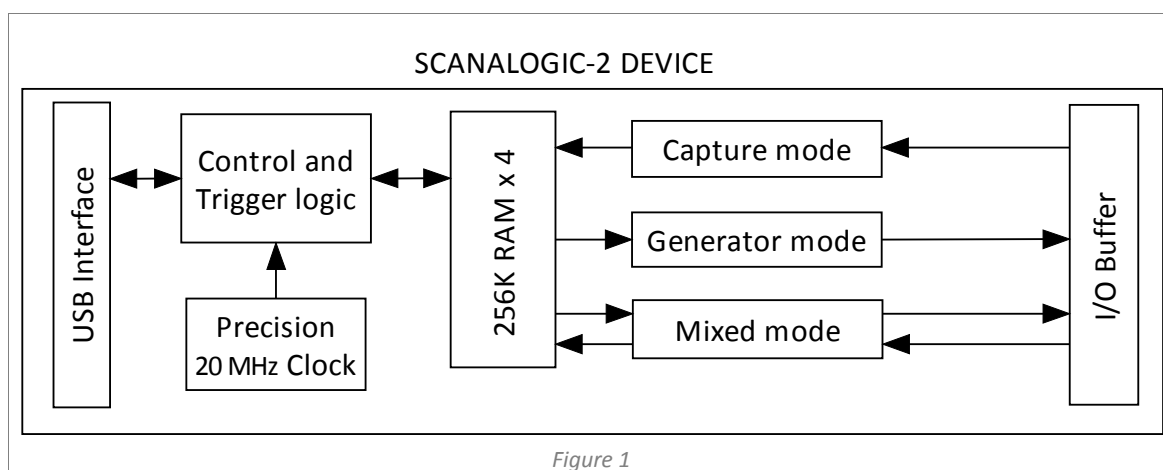 SCANALOGIC-2 DEVICE
USB Interface
Control and
Trigger logic
Precision
20 MHz Clock
256K RAM x 4
Capture mode
Generator mode
Mixed mode
I/O Buffer
Figure 1